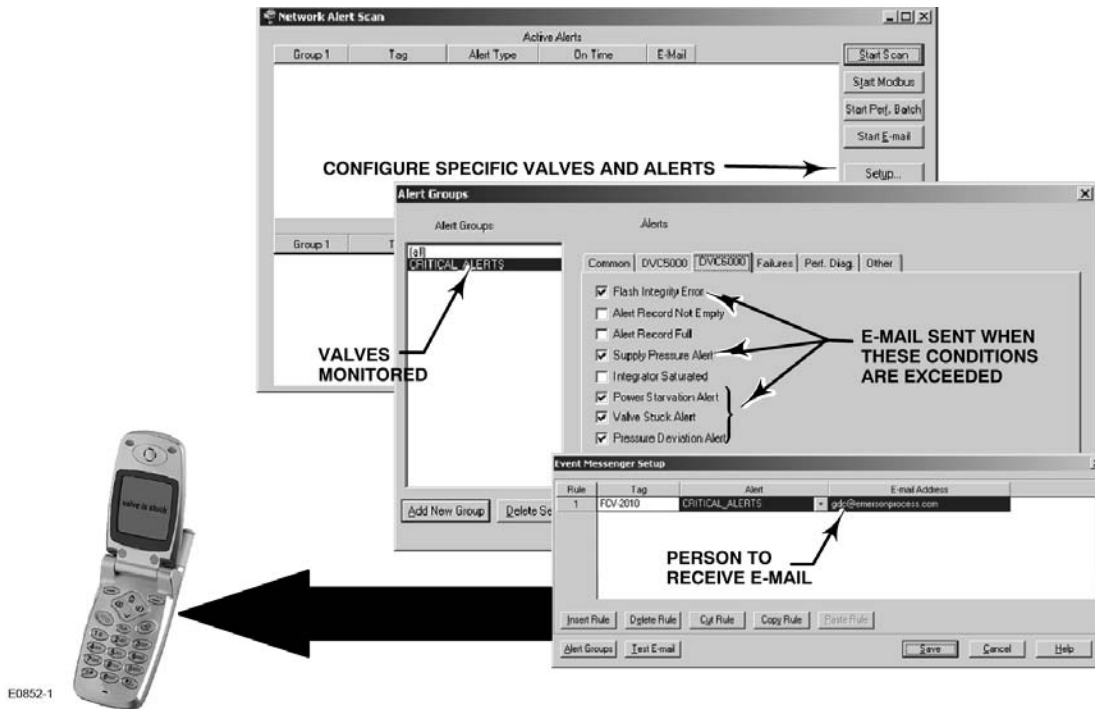 Network Alert Scan
Active Alerts
Group 1 Tag Alert Type On Time E-Mail
Start Scan
Start Modbus
Start Perf. Batch
Start E-mail
Setup...
CONFIGURE SPECIFIC VALVES AND ALERTS
Group 1 T
Alert Groups
Alert Groups
Alerts
(all)
CRITICAL_ALERTS
VALVES
MONITORED
Common DVC5000 DVC6000 Failures Perf. Diag. Other
Flash Integrity Error
Alert Record Not Empty
Alert Record Full
Supply Pressure Alert
Integrator Saturated
Power Starvation Alert
Valve Stuck Alert
Pressure Deviation Alert
E-MAIL SENT WHEN
THESE CONDITIONS
ARE EXCEEDED
Add New Group Delete Se
Event Messenger Setup
Rule Tag Alert E-mail Address
1 FCV-2010 CRITICAL_ALERTS gdc@emersonprocess.com
PERSON TO
RECEIVE E-MAIL
Insert Rule Delete Rule Cut Rule Copy Rule Paste Rule
Alert Groups Test E-mail Save Cancel Help
valve is stuck
E0852-1